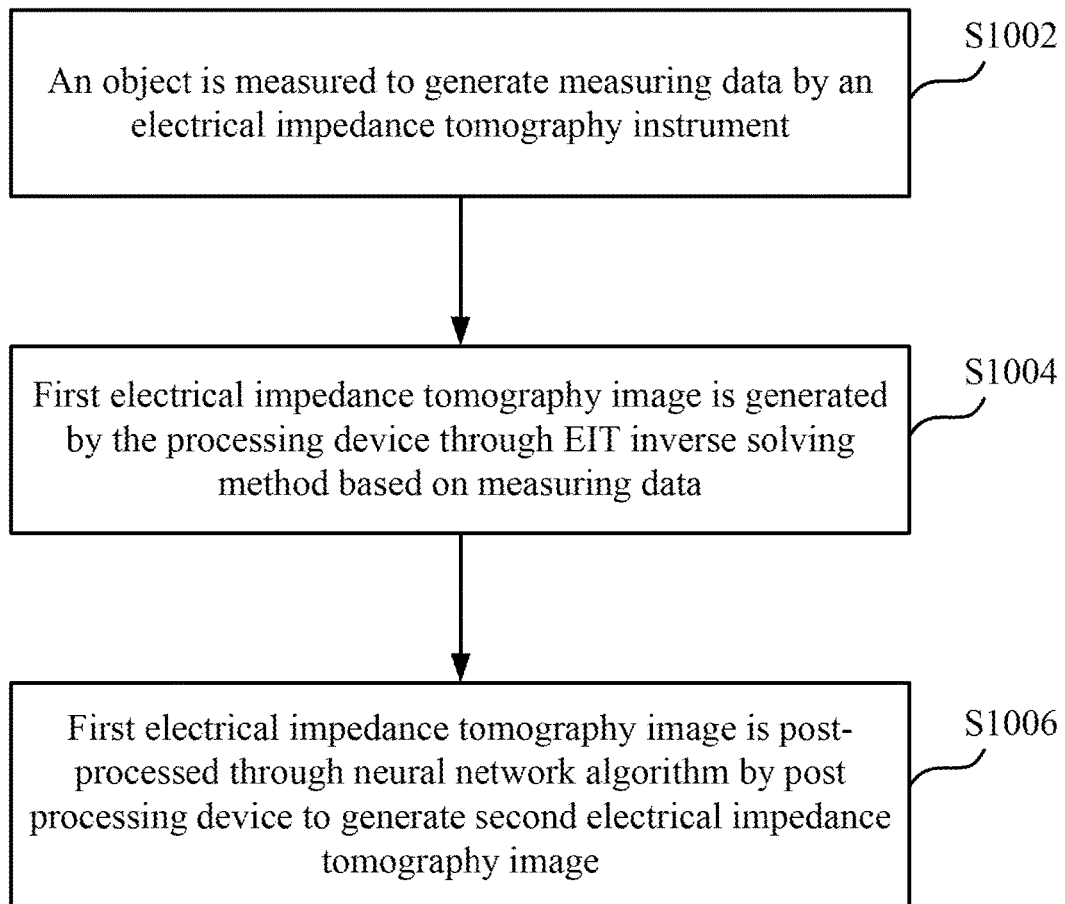 S1002
An object is measured to generate measuring data by an
electrical impedance tomography instrument
S1004
First electrical impedance tomography image is generated
by the processing device through EIT inverse solving
method based on measuring data
S1006
First electrical impedance tomography image is post-
processed through neural network algorithm by post
processing device to generate second electrical impedance
tomography image